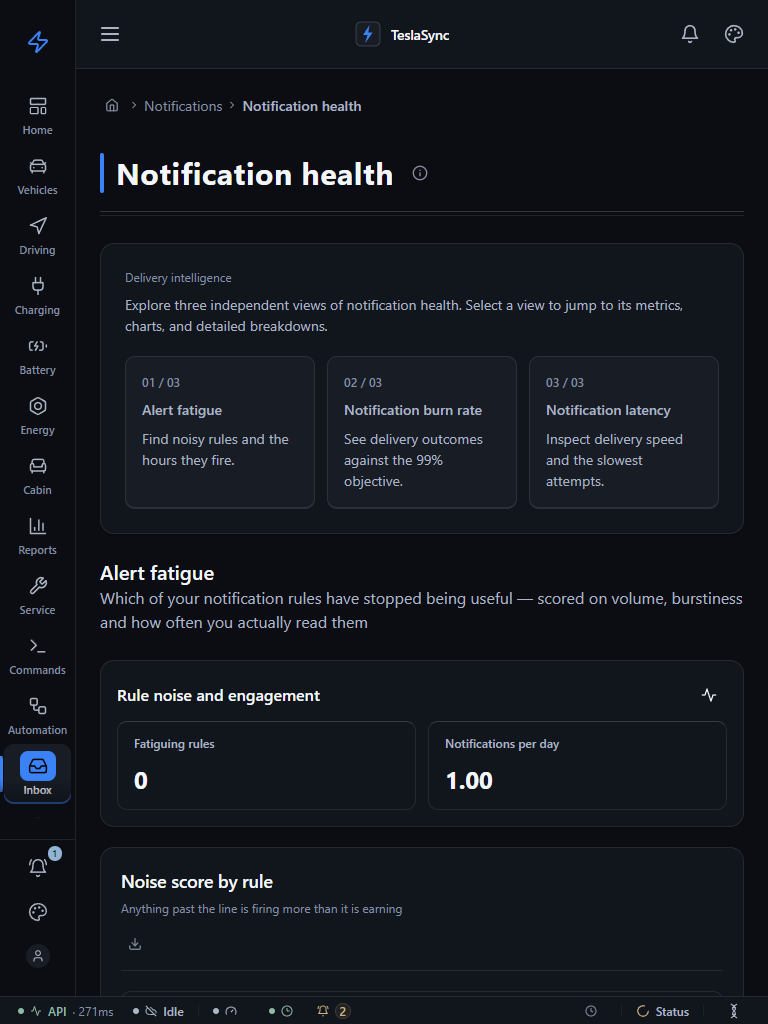 TeslaSync
Home
Vehicles
Driving
Charging
Battery
Energy
Cabin
Reports
Service
Commands
Automation
Inbox
1
Notifications
Notification health
Notification health
Delivery intelligence
Explore three independent views of notification health. Select a view to jump to its metrics,
charts, and detailed breakdowns.
01 / 03
Alert fatigue
Find noisy rules and the
hours they fire.
02 / 03
Notification burn rate
See delivery outcomes
against the 99%
objective.
03 / 03
Notification latency
Inspect delivery speed
and the slowest
attempts.
Alert fatigue
Which of your notification rules have stopped being useful — scored on volume, burstiness
and how often you actually read them
Rule noise and engagement
Fatiguing rules
0
Notifications per day
1.00
Noise score by rule
Anything past the line is firing more than it is earning
API · 271ms
Idle
2
Status